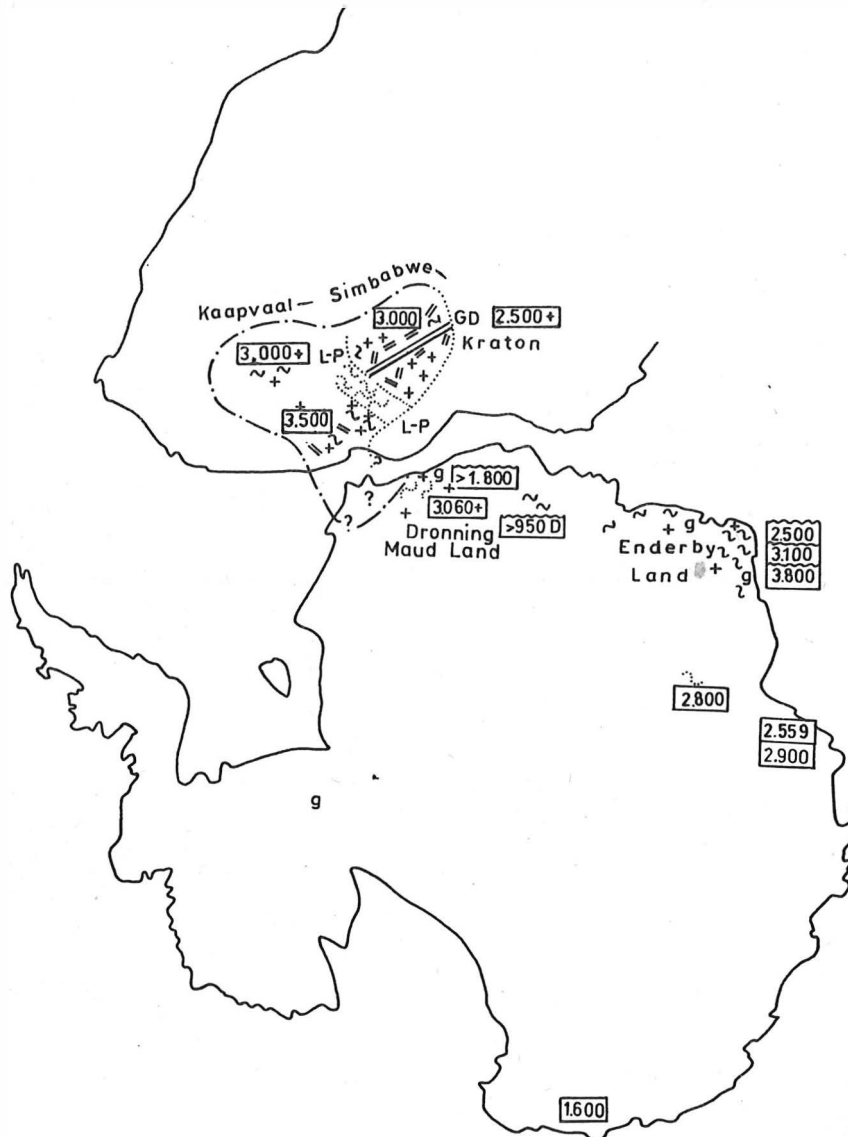 Kaapvaal — Simbabwe-
3.000
GD
2.500+
Kraton
3,000+
L-P
3.500
L-P
g
>1.800
?
?
3.060+
>950 D
Dronning
Maud Land
g
Enderby
Land
g
2.500
3.100
3.800
2.800
2.559
2.900
g
1.600